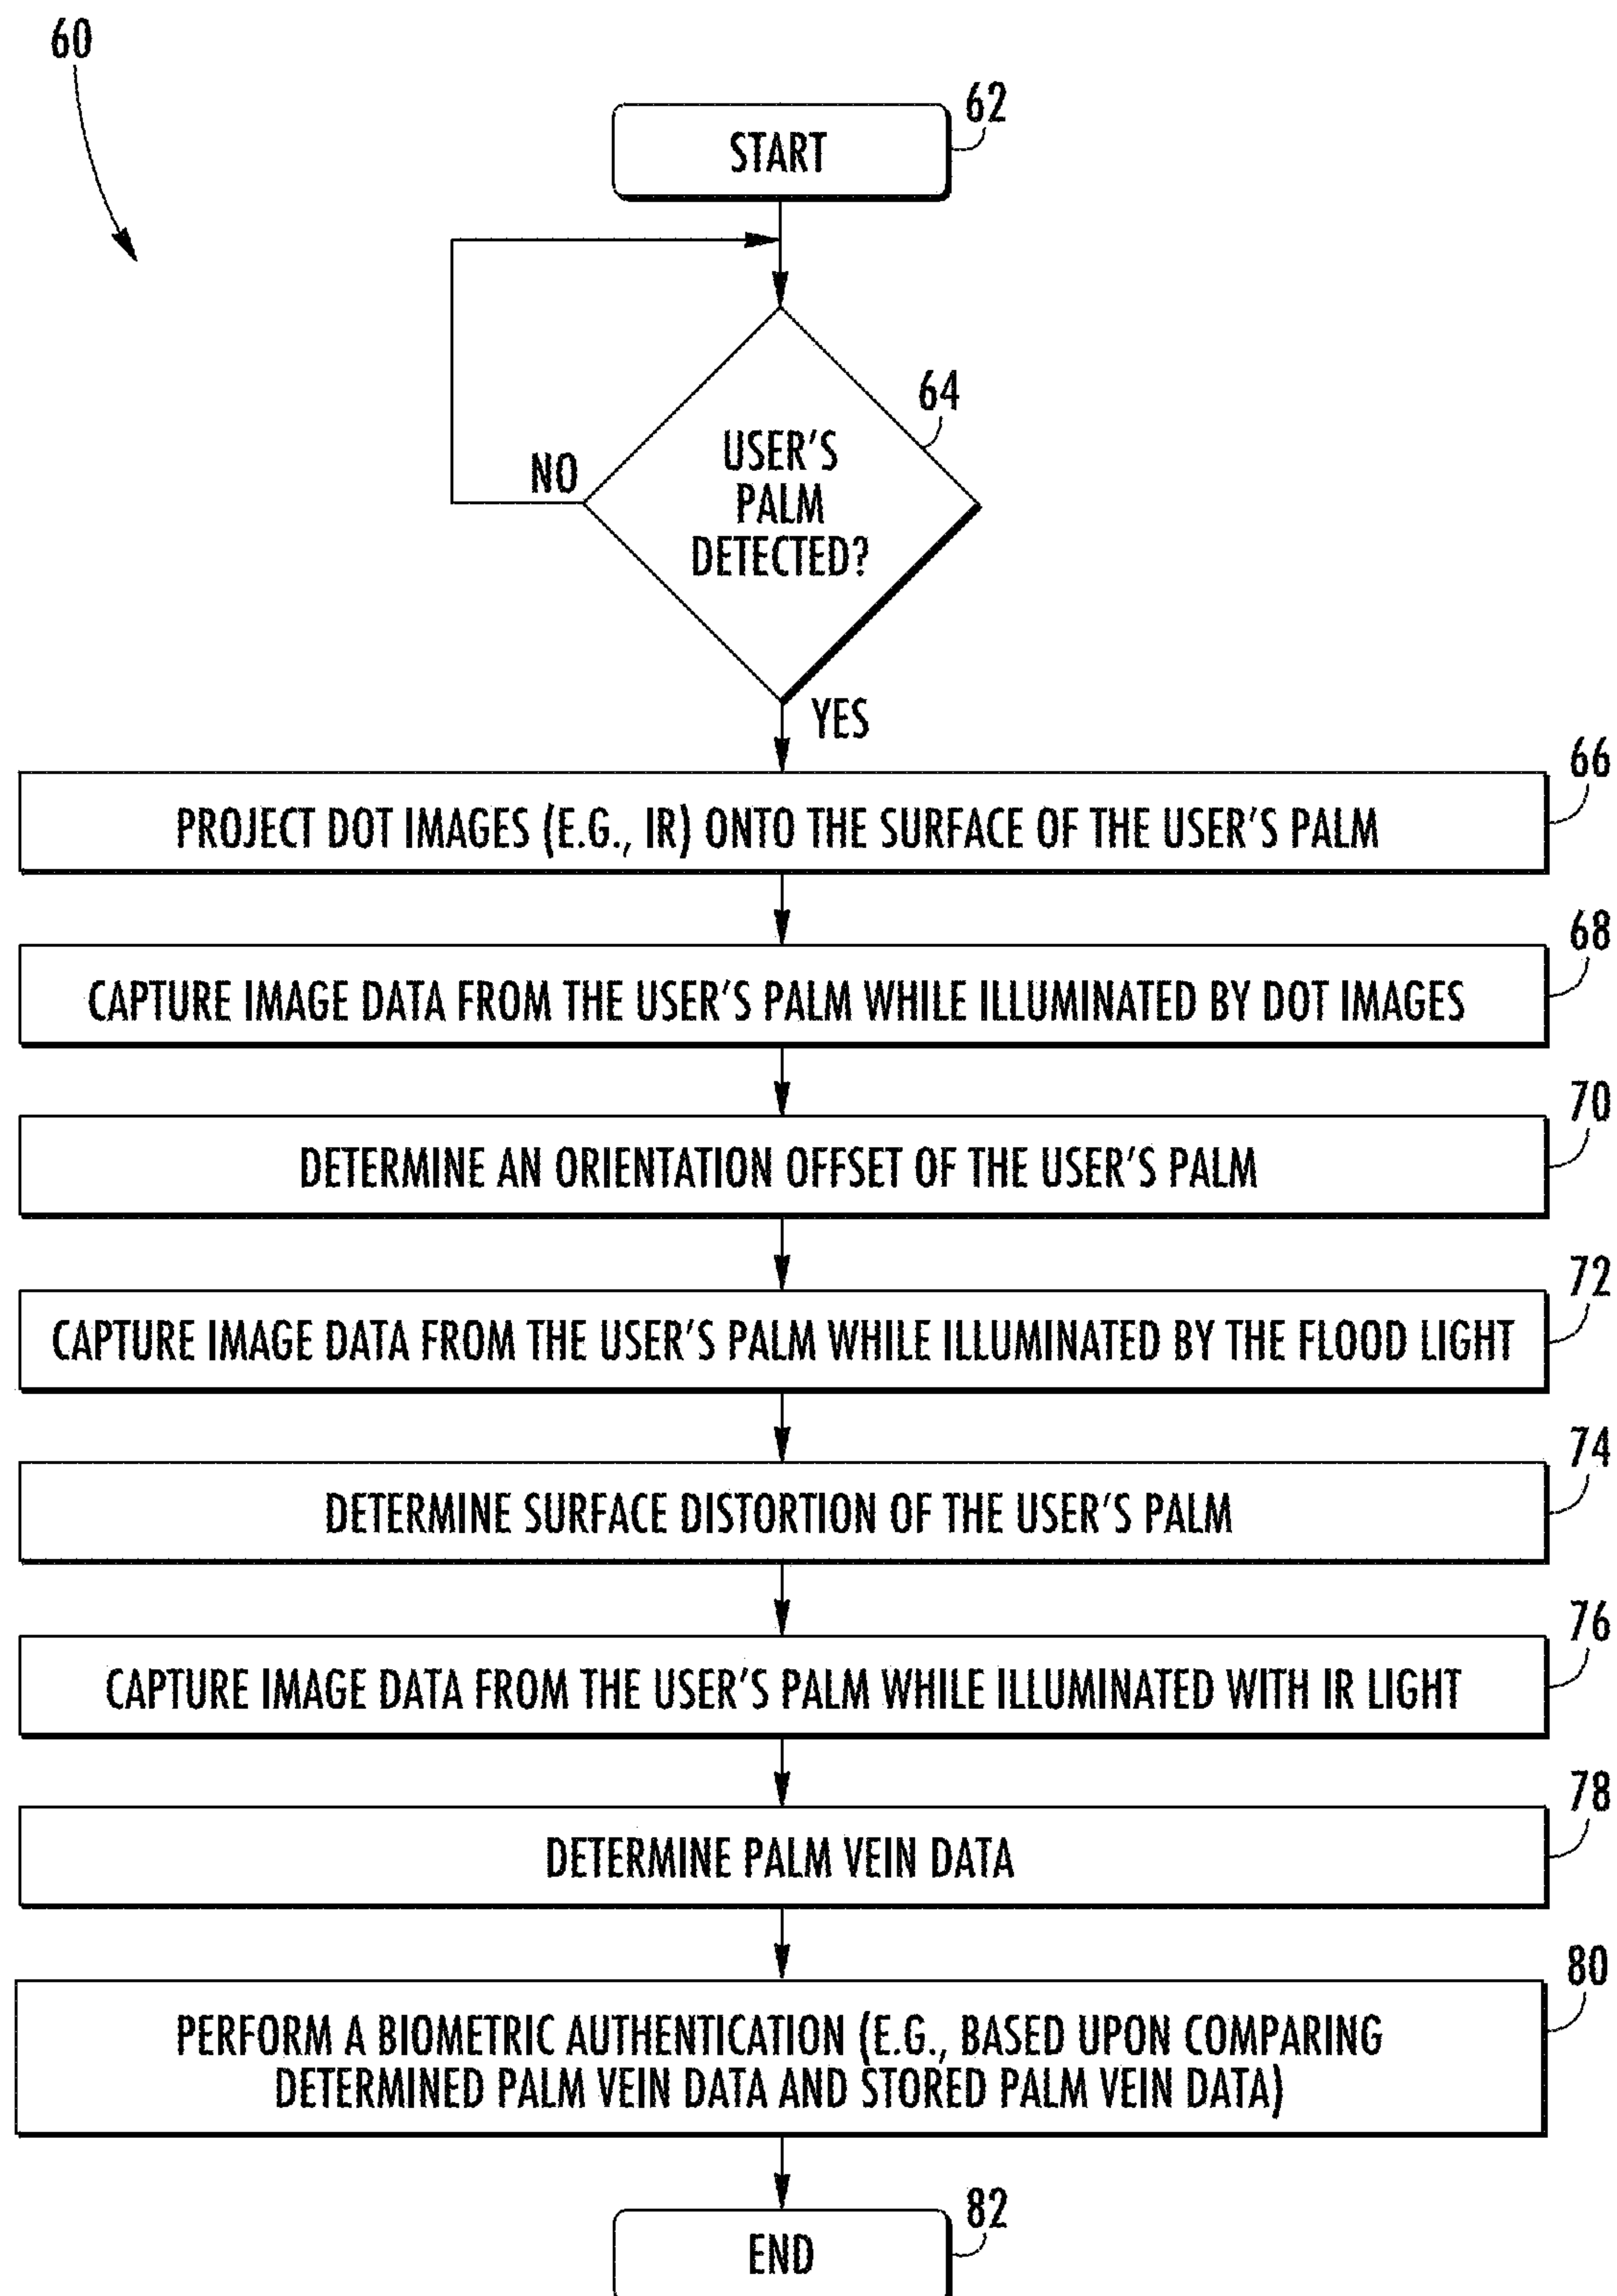 60
62
START
64
USER'S
PALM
DETECTED?
NO
YES
66
PROJECT DOT IMAGES (E.G., IR) ONTO THE SURFACE OF THE USER'S PALM
68
CAPTURE IMAGE DATA FROM THE USER'S PALM WHILE ILLUMINATED BY DOT IMAGES
70
DETERMINE AN ORIENTATION OFFSET OF THE USER'S PALM
72
CAPTURE IMAGE DATA FROM THE USER'S PALM WHILE ILLUMINATED BY THE FLOOD LIGHT
74
DETERMINE SURFACE DISTORTION OF THE USER'S PALM
76
CAPTURE IMAGE DATA FROM THE USER'S PALM WHILE ILLUMINATED WITH IR LIGHT
78
DETERMINE PALM VEIN DATA
80
PERFORM A BIOMETRIC AUTHENTICATION (E.G., BASED UPON COMPARING
DETERMINED PALM VEIN DATA AND STORED PALM VEIN DATA)
82
END